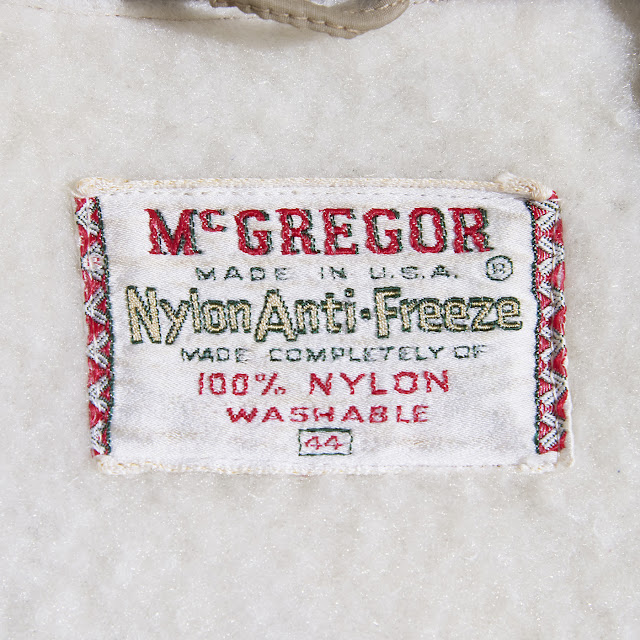 McGREGOR
MADE IN U.S.A. ®
Nylon Anti-Freeze
MADE COMPLETELY OF
100% NYLON
WASHABLE
44